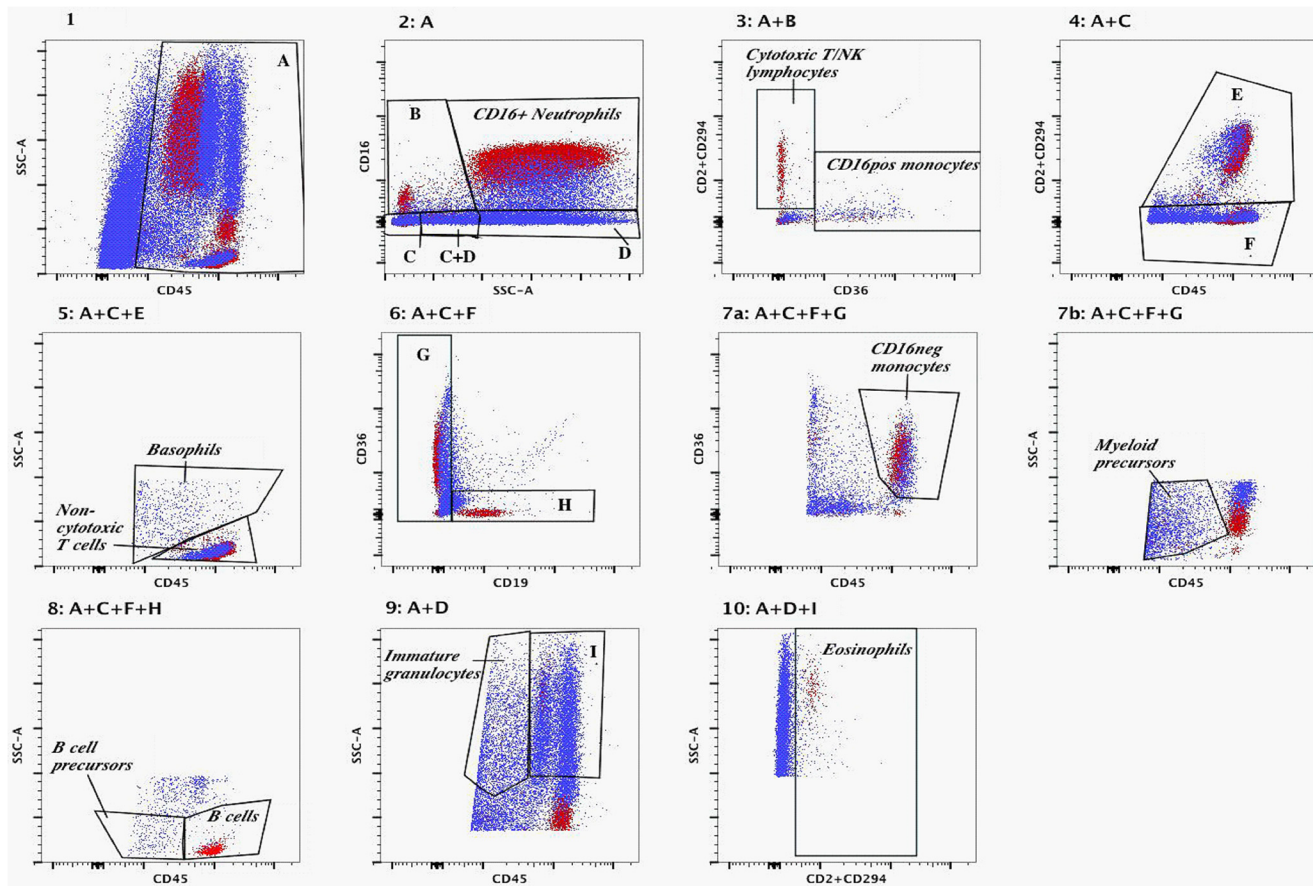 1
A
SSC-A
CD45
2: A
B
CD16+ Neutrophils
CD16
C
C+D
D
SSC-A
3: A+B
Cytotoxic T/NK
lymphocytes
CD16pos monocytes
CD2+CD294
CD36
4: A+C
E
F
CD2+CD294
CD45
5: A+C+E
Basophils
Non-
cytotoxic
T cells
SSC-A
CD45
6: A+C+F
G
H
CD36
CD19
7a: A+C+F+G
CD16neg
monocytes
CD36
CD45
7b: A+C+F+G
Myeloid
precursors
SSC-A
CD45
8: A+C+F+H
B cell
precursors
B cells
SSC-A
CD45
9: A+D
Immature
granulocytes
I
SSC-A
CD45
10: A+D+I
Eosinophils
SSC-A
CD2+CD294